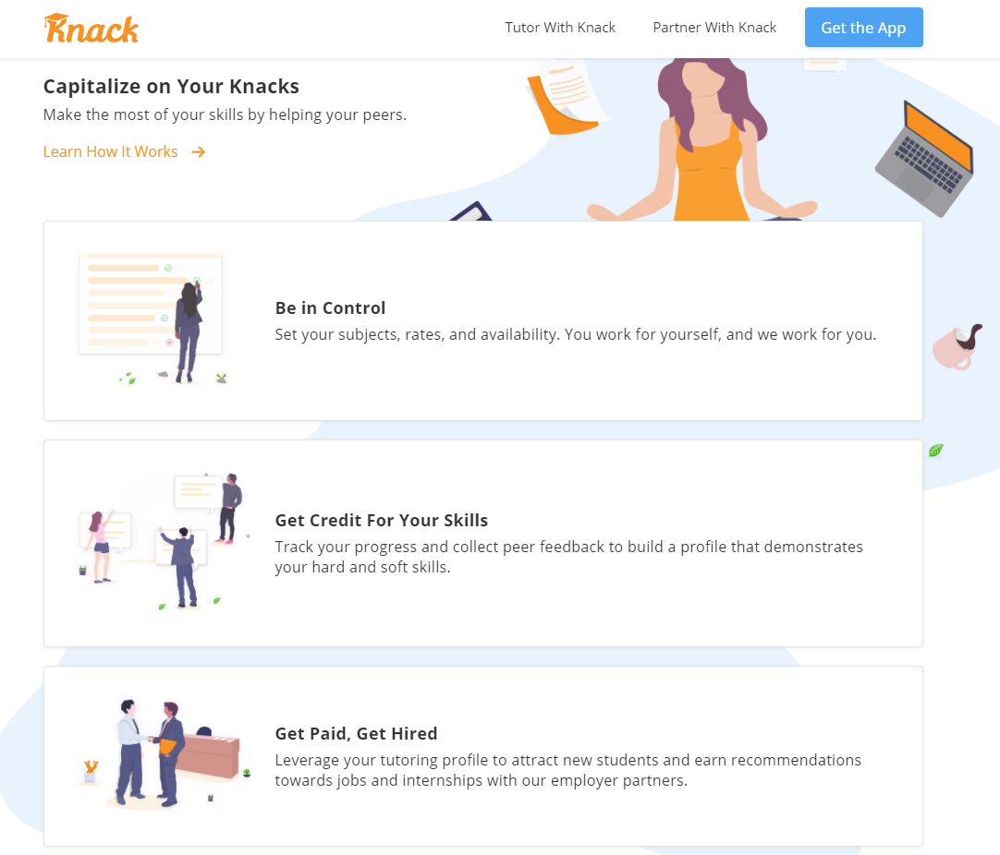 Knack
Tutor With Knack
Partner With Knack
Get the App
Capitalize on Your Knacks
Make the most of your skills by helping your peers.
Learn How It Works
Be in Control
Set your subjects, rates, and availability. You work for yourself, and we work for you.
Get Credit For Your Skills
Track your progress and collect peer feedback to build a profile that demonstrates
your hard and soft skills.
Get Paid, Get Hired
Leverage your tutoring profile to attract new students and earn recommendations
towards jobs and internships with our employer partners.